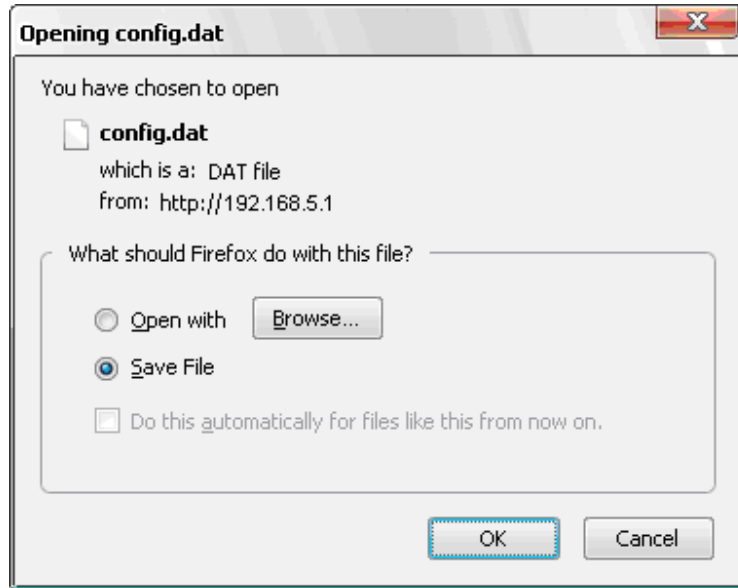 Opening config.dat
You have chosen to open
config.dat
which is a: DAT file
from: http://192.168.5.1
What should Firefox do with this file?
Open with Browse...
Save File
Do this automatically for files like this from now on.
OK Cancel